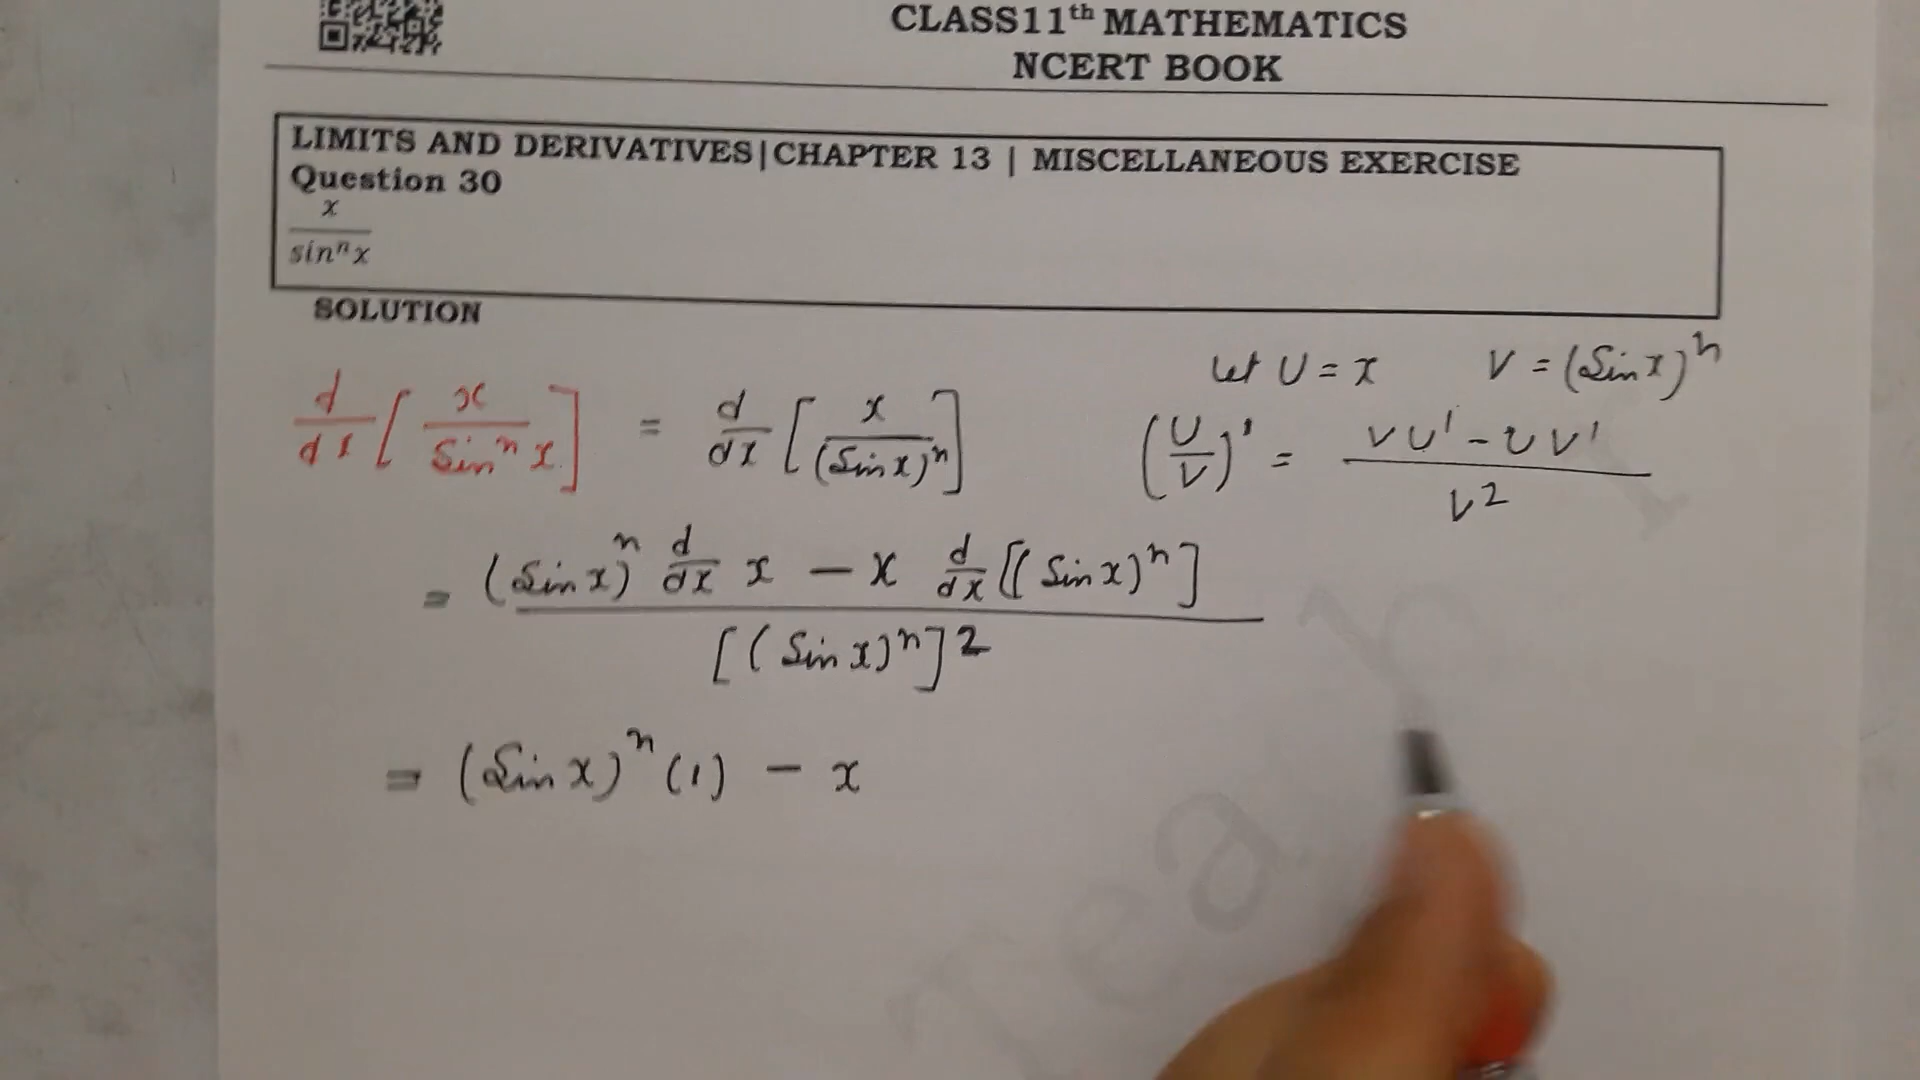 CLASS11th MATHEMATICS
NCERT BOOK
LIMITS AND DERIVATIVES|CHAPTER 13 | MISCELLANEOUS EXERCISE
Question 30
x
sinⁿx
SOLUTION
let U = x V = (Sin x)ⁿ
d/dx [x / Sinⁿ x] = d/dx [x / (Sin x)ⁿ] (U/V)' = (VU' - UV') / V²
= ((Sin x)ⁿ d/dx x - x d/dx [(Sin x)ⁿ]) / [(Sin x)ⁿ]²
= (Sin x)ⁿ (1) - x